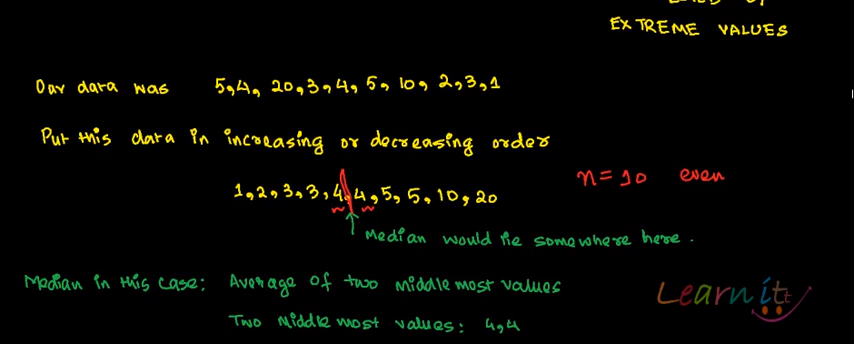 EXTREME VALUES
Our data was 5,4, 20,3,4, 5, 10, 2,3,1
Put this data in increasing or decreasing order
1,2,3,3,4,4,5,5,10,20
n=10 even
Median would lie somewhere here.
Median in this case: Average of two middle most values
Two middle most values: 4,4
Learnitt